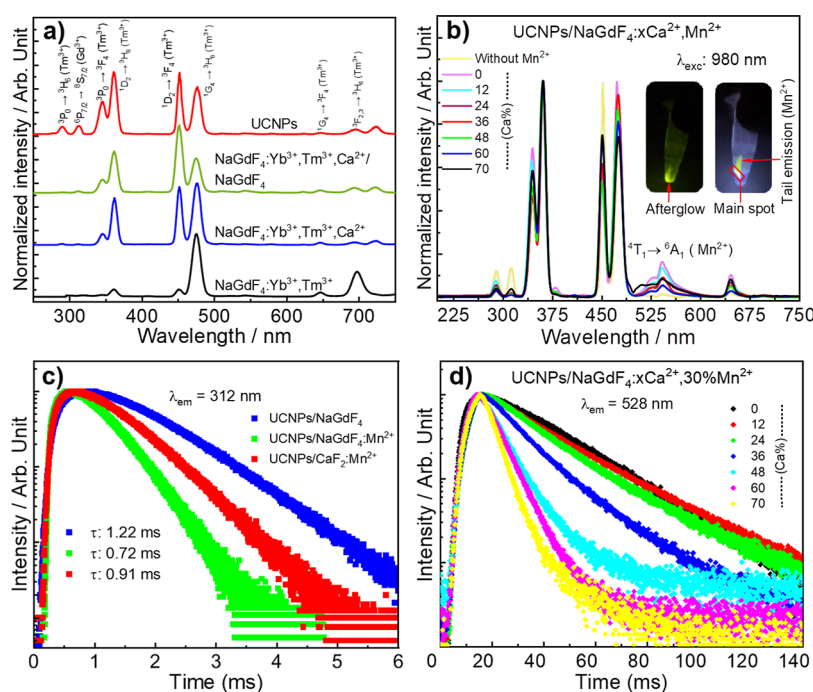 a)
Normalized intensity / Arb. Unit
³P₀→³H₆ (Tm³⁺)
⁶P₇/₂→⁸S₇/₂ (Gd³⁺)
³P₀→³F₄ (Tm³⁺)
¹D₂→³H₆ (Tm³⁺)
¹D₂→³F₄ (Tm³⁺)
¹G₄→³H₆ (Tm³⁺)
¹G₄→³F₄ (Tm³⁺)
³F₂,₃→³H₆ (Tm³⁺)
UCNPs
NaGdF₄:Yb³⁺,Tm³⁺,Ca²⁺/
NaGdF₄
NaGdF₄:Yb³⁺,Tm³⁺,Ca²⁺
NaGdF₄:Yb³⁺,Tm³⁺
300 400 500 600 700
Wavelength / nm
b)
UCNPs/NaGdF₄:xCa²⁺,Mn²⁺
Normalized intensity / Arb. Unit
Without Mn²⁺
0
12
24
36
48
60
70
(Ca%)
λexc: 980 nm
Tail emission (Mn²⁺)
Afterglow
Main spot
⁴T₁→⁶A₁ ( Mn²⁺)
200 225 300 375 450 525 600 675 750
Wavelength / nm
c)
λem = 312 nm
Intensity / Arb. Unit
UCNPs/NaGdF₄
UCNPs/NaGdF₄:Mn²⁺
UCNPs/CaF₂:Mn²⁺
τ: 1.22 ms
τ: 0.72 ms
τ: 0.91 ms
0 1 2 3 4 5 6
Time (ms)
d)
UCNPs/NaGdF₄:xCa²⁺,30%Mn²⁺
λem = 528 nm
Intensity / Arb. Unit
0
12
24
36
48
60
70
(Ca%)
0 20 40 60 80 100 120 140
Time (ms)